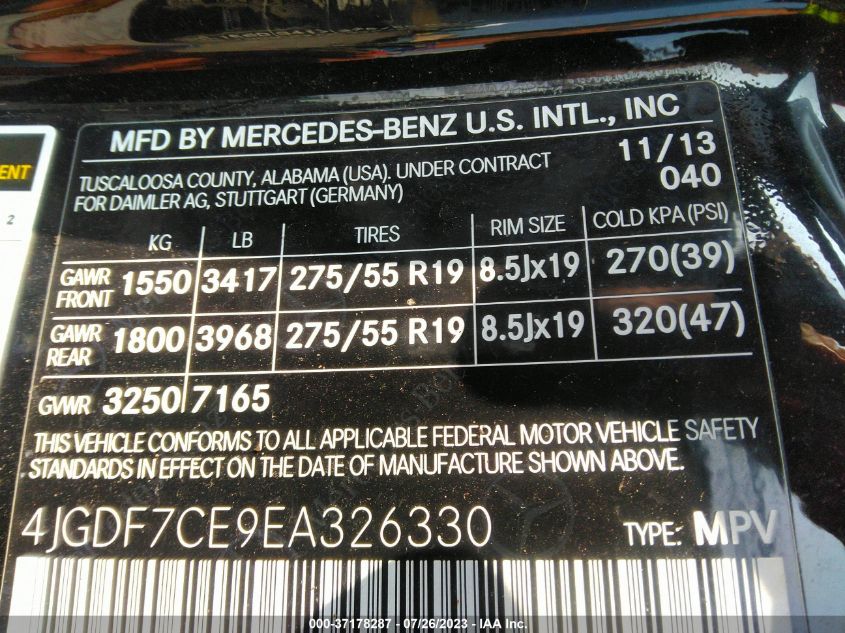 MFD BY MERCEDES-BENZ U.S. INTL., INC
TUSCALOOSA COUNTY, ALABAMA (USA). UNDER CONTRACT
FOR DAIMLER AG, STUTTGART (GERMANY)
11/13
040
KG LB TIRES RIM SIZE COLD KPA (PSI)
GAWR FRONT 1550 3417 275/55 R19 8.5Jx19 270(39)
GAWR REAR 1800 3968 275/55 R19 8.5Jx19 320(47)
GVWR 3250 7165
THIS VEHICLE CONFORMS TO ALL APPLICABLE FEDERAL MOTOR VEHICLE SAFETY
STANDARDS IN EFFECT ON THE DATE OF MANUFACTURE SHOWN ABOVE.
4JGDF7CE9EA326330 TYPE: MPV
2
000-37178287 - 07/26/2023 - IAA Inc.